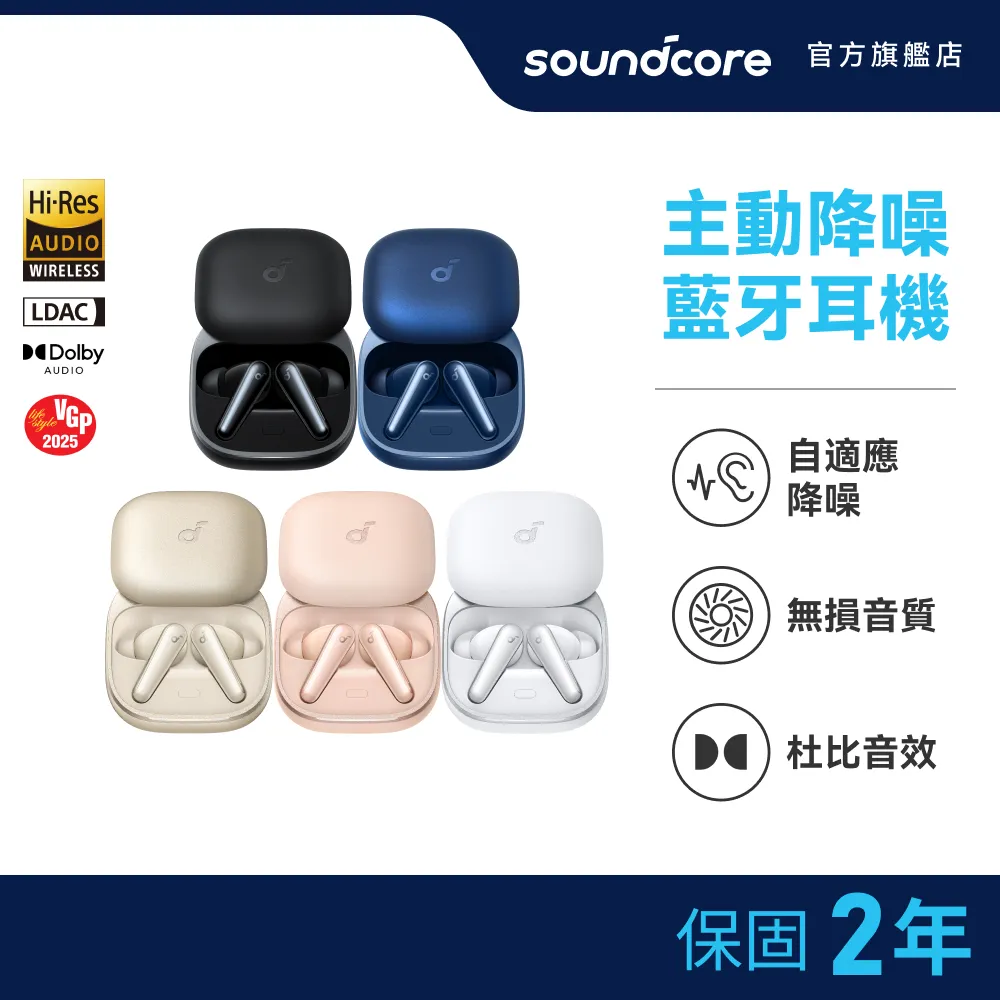 soundcore 官方旗艦店
Hi-Res
AUDIO
WIRELESS
LDAC
Dolby
AUDIO
life style VGP
2025
主動降噪
藍牙耳機
自適應
降噪
無損音質
杜比音效
保固2年